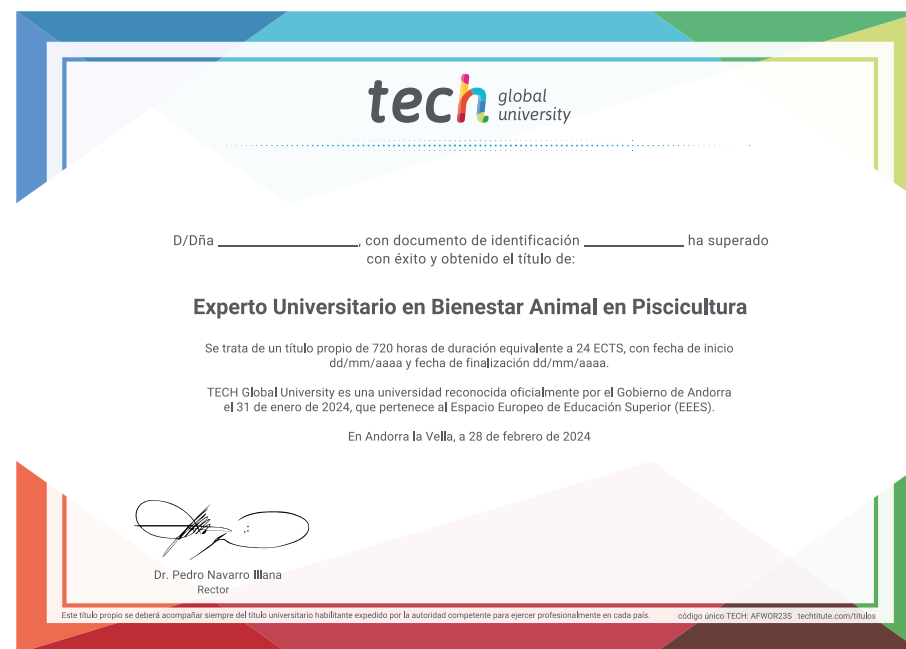 tech global university
D/Dña ____________, con documento de identificación ____________ ha superado
con éxito y obtenido el título de:
Experto Universitario en Bienestar Animal en Piscicultura
Se trata de un título propio de 720 horas de duración equivalente a 24 ECTS, con fecha de inicio
dd/mm/aaaa y fecha de finalización dd/mm/aaaa.
TECH Global University es una universidad reconocida oficialmente por el Gobierno de Andorra
el 31 de enero de 2024, que pertenece al Espacio Europeo de Educación Superior (EEES).
En Andorra la Vella, a 28 de febrero de 2024
Dr. Pedro Navarro Illana
Rector
Este título propio se deberá acompañar siempre del título universitario habilitante expedido por la autoridad competente para ejercer profesionalmente en cada país. código único TECH: AFWOR23S techtitute.com/titulos